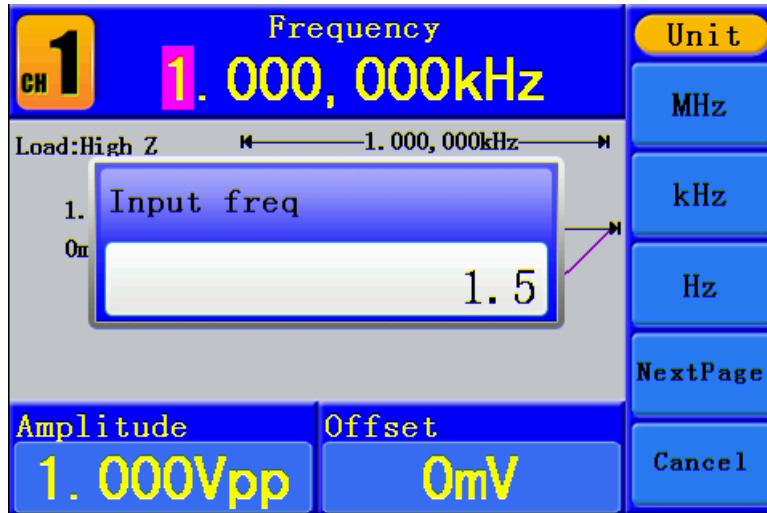 CH 1
Frequency
1.000,000kHz
Load:High Z
1.000,000kHz
1.
0m
Input freq
1.5
Amplitude
1.000Vpp
Offset
0mV
Unit
MHz
kHz
Hz
NextPage
Cancel